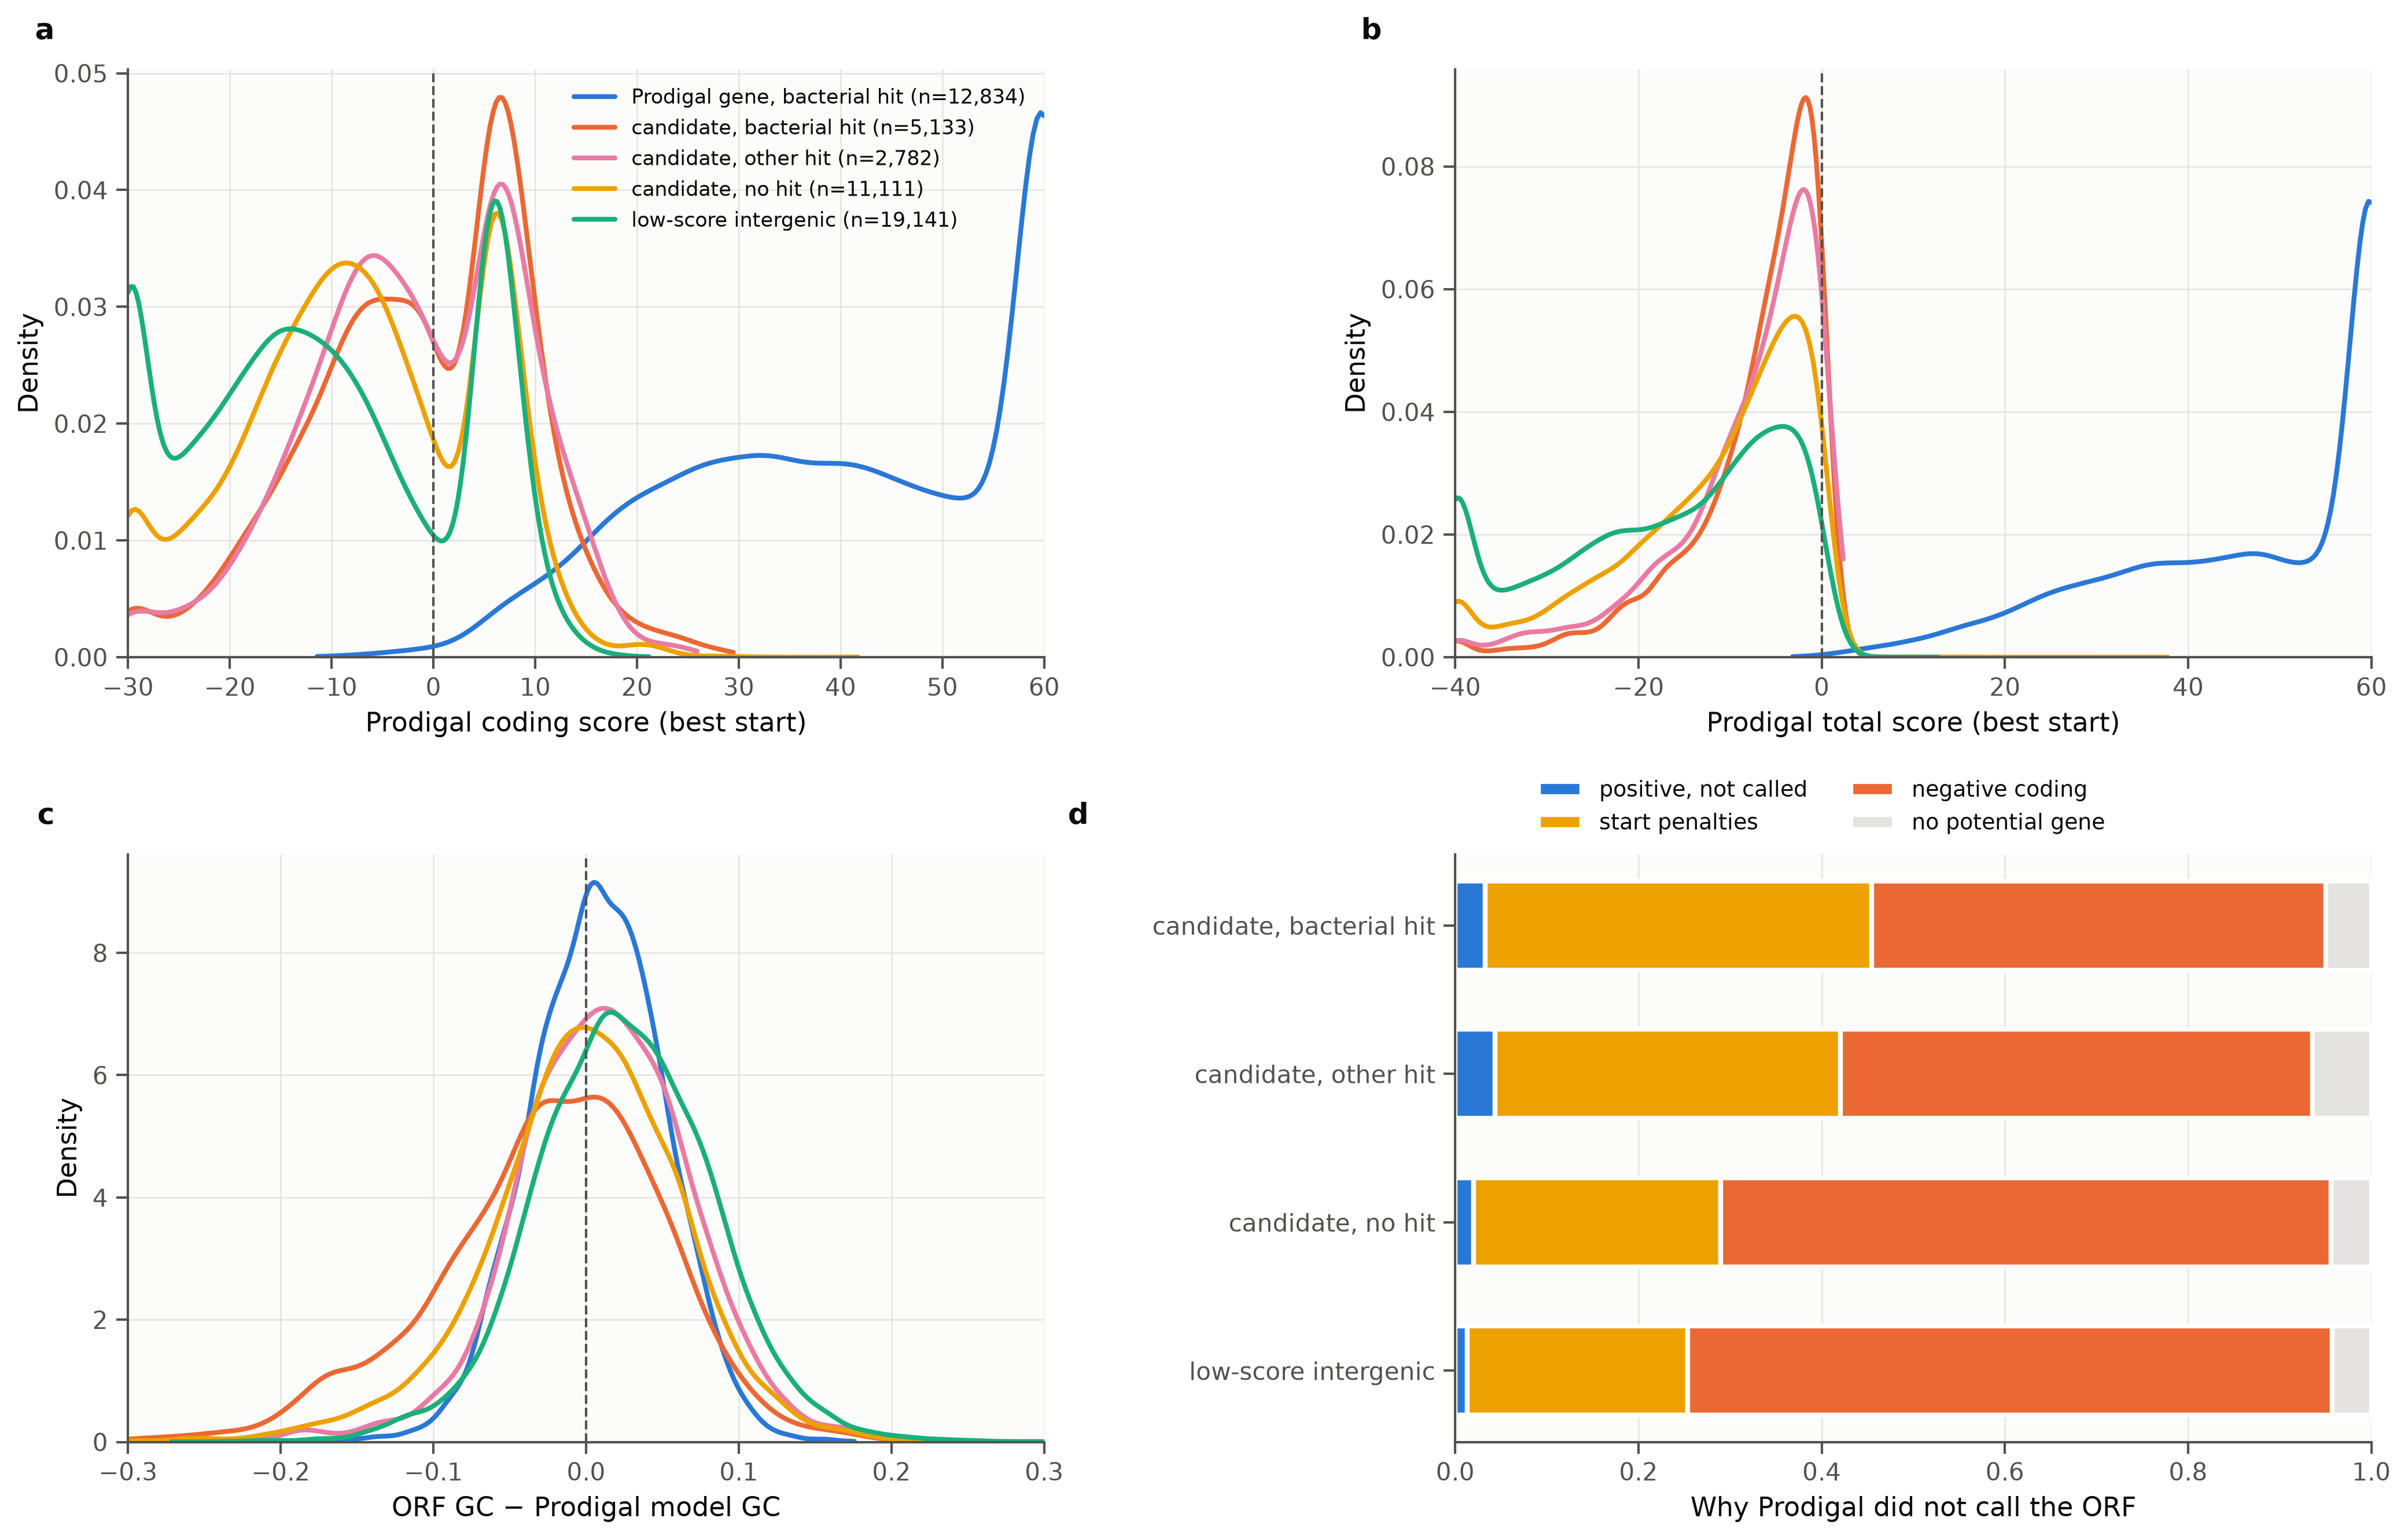 a
0.05
0.04
0.03
0.02
0.01
0.00
Density
Prodigal gene, bacterial hit (n=12,834)
candidate, bacterial hit (n=5,133)
candidate, other hit (n=2,782)
candidate, no hit (n=11,111)
low-score intergenic (n=19,141)
−30 −20 −10 0 10 20 30 40 50 60
Prodigal coding score (best start)
b
0.08
0.06
0.04
0.02
0.00
Density
−40 −20 0 20 40 60
Prodigal total score (best start)
c
8
6
4
2
0
Density
−0.3 −0.2 −0.1 0.0 0.1 0.2 0.3
ORF GC − Prodigal model GC
d
positive, not called negative coding
start penalties no potential gene
candidate, bacterial hit
candidate, other hit
candidate, no hit
low-score intergenic
0.0 0.2 0.4 0.6 0.8 1.0
Why Prodigal did not call the ORF